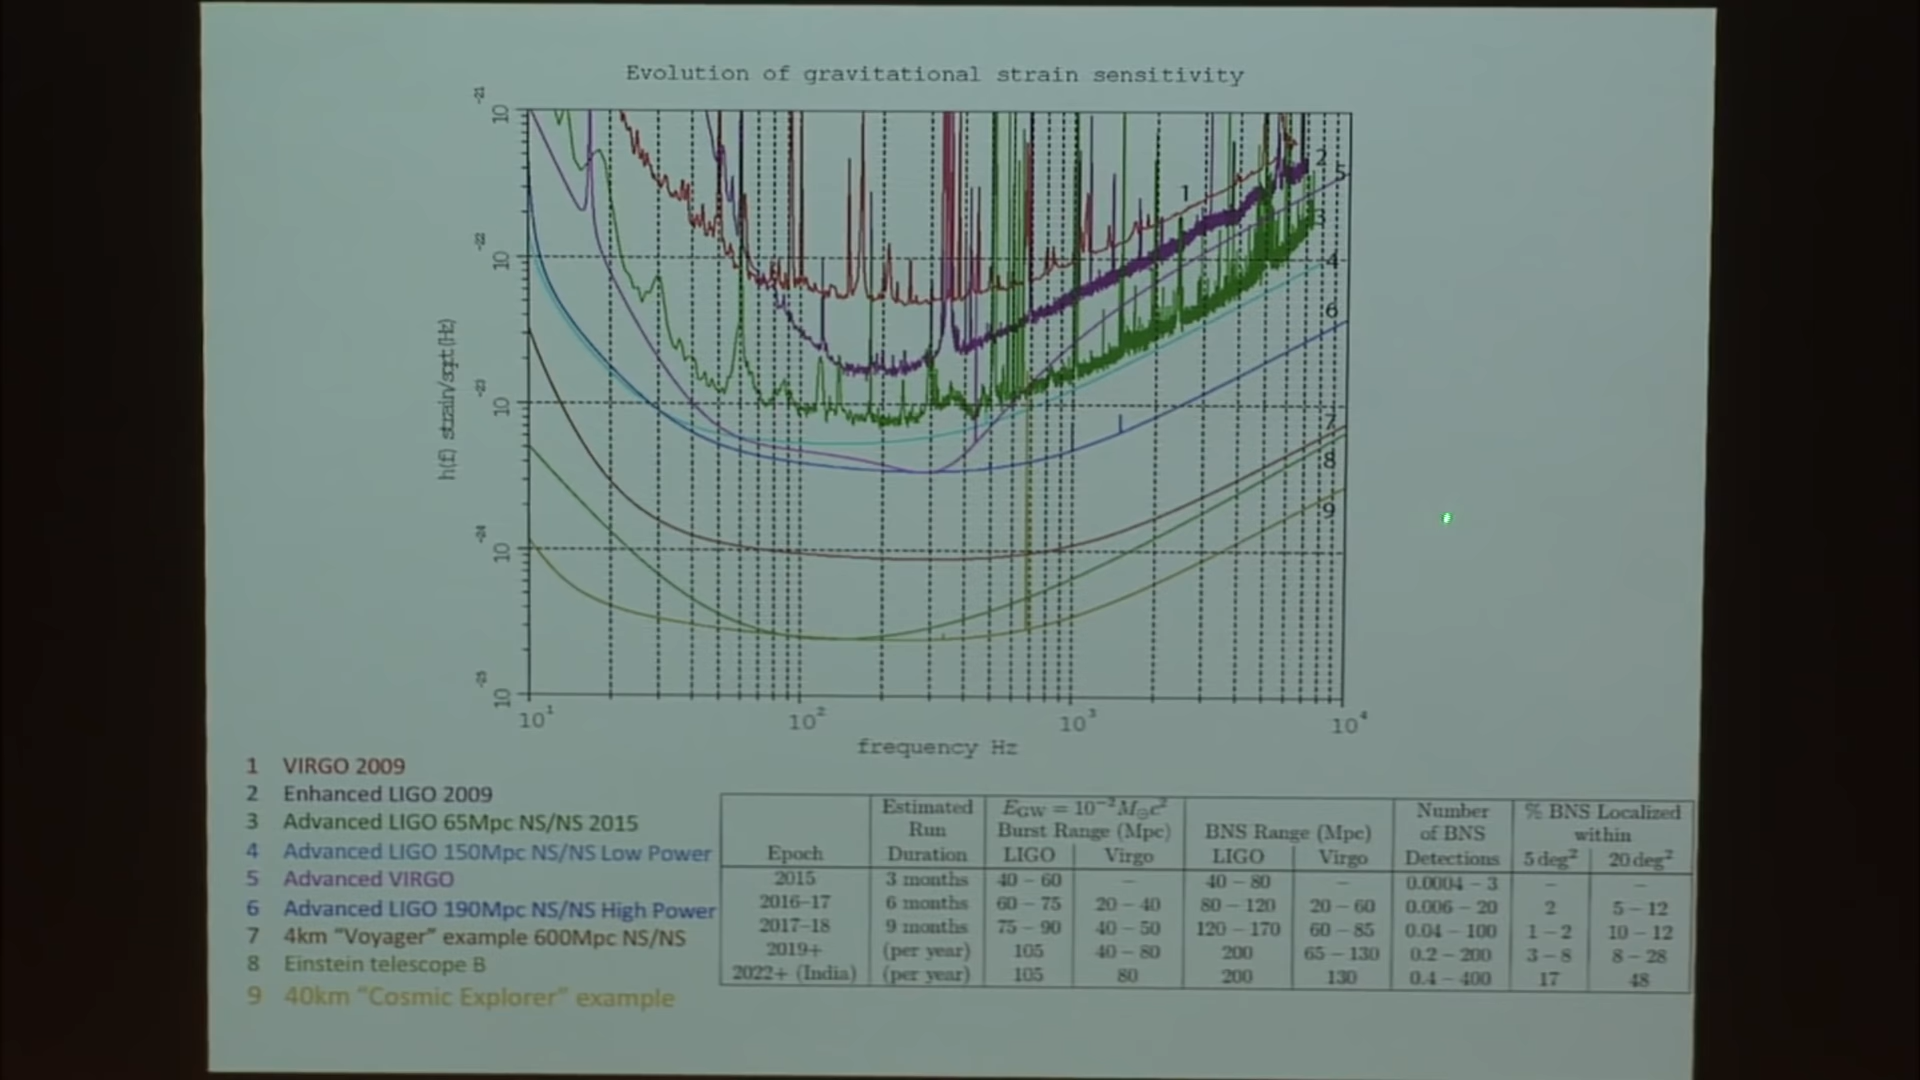 Evolution of gravitational strain sensitivity
10^-21
10^-22
10^-23
10^-24
10^-25
h(f) strain/sqrt(Hz)
1
2
5
3
4
6
7
8
9
10^1 10^2 10^3 10^4
frequency Hz
1 VIRGO 2009
2 Enhanced LIGO 2009
3 Advanced LIGO 65Mpc NS/NS 2015
4 Advanced LIGO 150Mpc NS/NS Low Power
5 Advanced VIRGO
6 Advanced LIGO 190Mpc NS/NS High Power
7 4km "Voyager" example 600Mpc NS/NS
8 Einstein telescope B
9 40km "Cosmic Explorer" example
Estimated E_GW = 10^-2 M_⊙c^2 Number % BNS Localized
Run Burst Range (Mpc) BNS Range (Mpc) of BNS within
Epoch Duration LIGO Virgo LIGO Virgo Detections 5 deg² 20 deg²
2015 3 months 40 – 60 – 40 – 80 – 0.0004 – 3 – –
2016–17 6 months 60 – 75 20 – 40 80 – 120 20 – 60 0.006 – 20 2 5 – 12
2017–18 9 months 75 – 90 40 – 50 120 – 170 60 – 85 0.04 – 100 1 – 2 10 – 12
2019+ (per year) 105 40 – 80 200 65 – 130 0.2 – 200 3 – 8 8 – 28
2022+ (India) (per year) 105 80 200 130 0.4 – 400 17 48